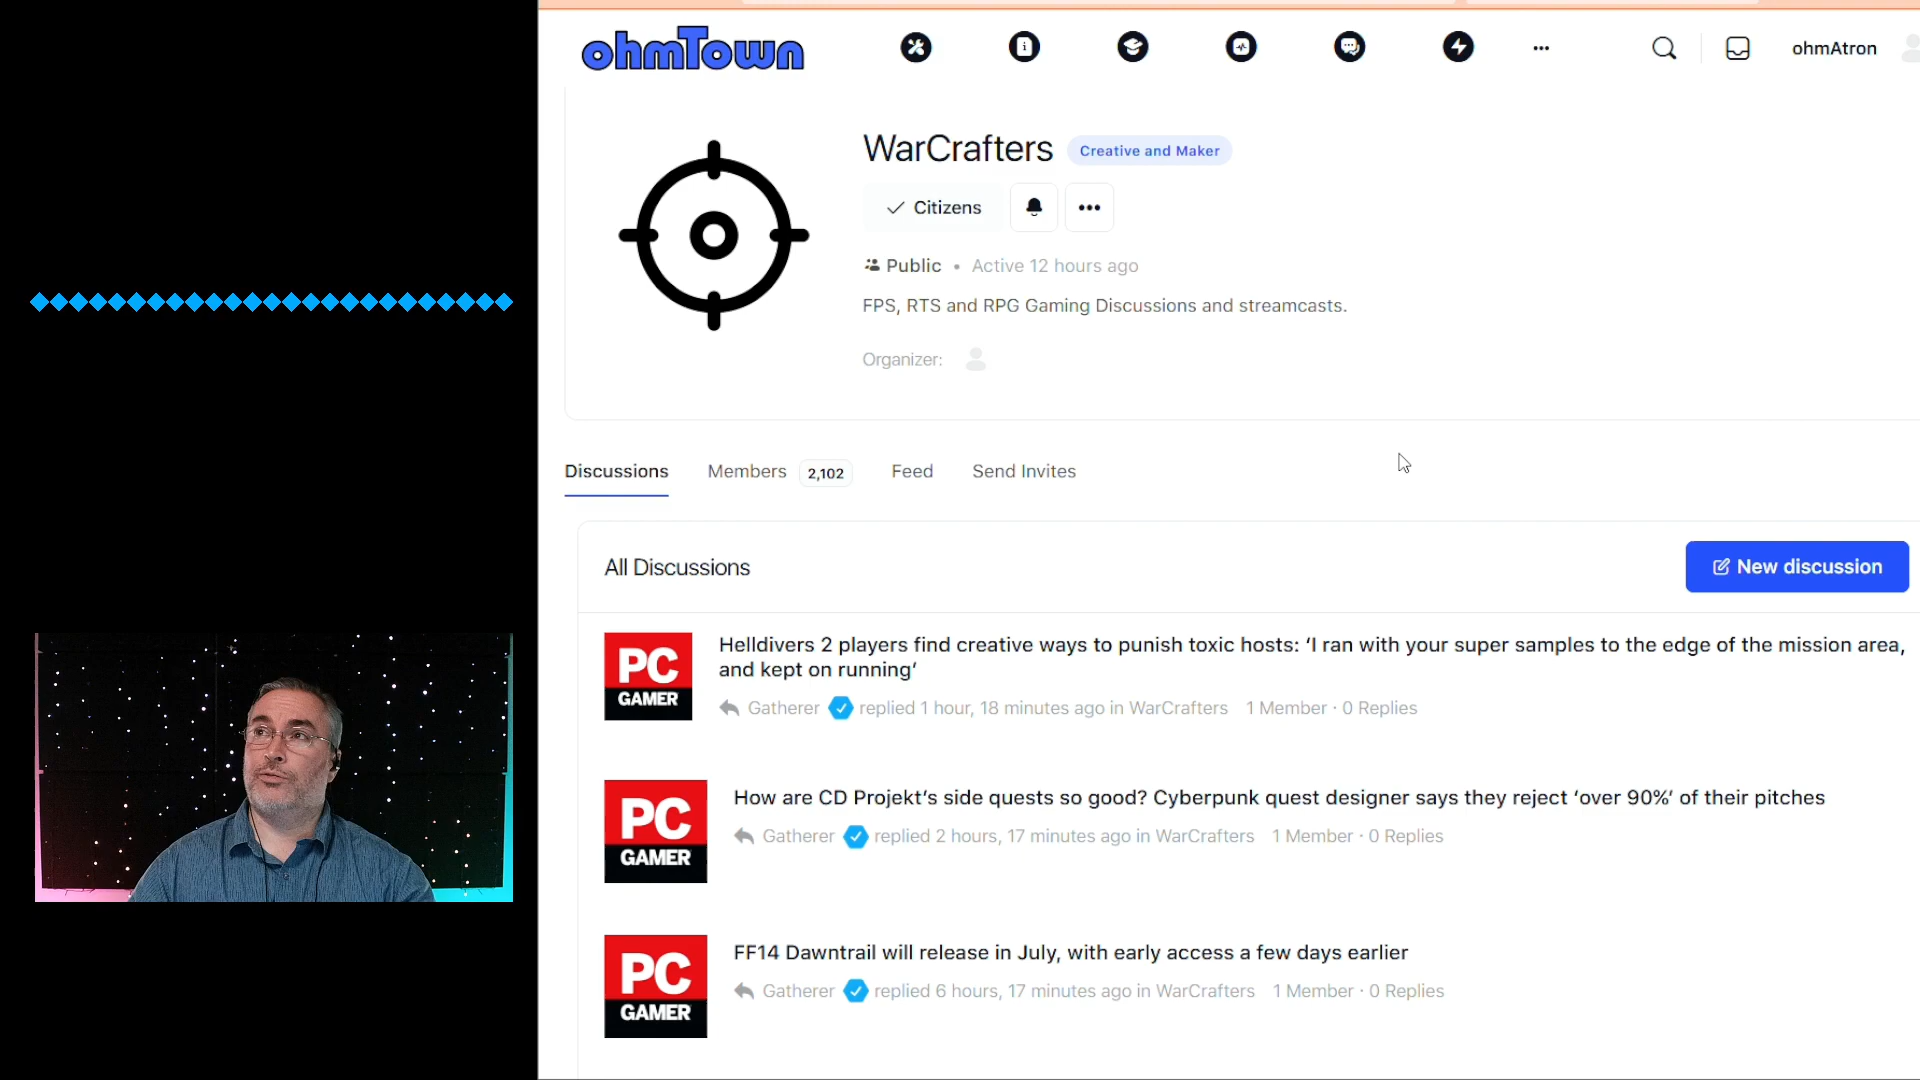 ohmTown
ohmAtron
WarCrafters
Creative and Maker
Citizens
Public • Active 12 hours ago
FPS, RTS and RPG Gaming Discussions and streamcasts.
Organizer:
Discussions
Members 2,102
Feed
Send Invites
All Discussions
New discussion
PC
GAMER
Helldivers 2 players find creative ways to punish toxic hosts: ‘I ran with your super samples to the edge of the mission area,
and kept on running’
Gatherer replied 1 hour, 18 minutes ago in WarCrafters 1 Member · 0 Replies
PC
GAMER
How are CD Projekt’s side quests so good? Cyberpunk quest designer says they reject ‘over 90%’ of their pitches
Gatherer replied 2 hours, 17 minutes ago in WarCrafters 1 Member · 0 Replies
PC
GAMER
FF14 Dawntrail will release in July, with early access a few days earlier
Gatherer replied 6 hours, 17 minutes ago in WarCrafters 1 Member · 0 Replies